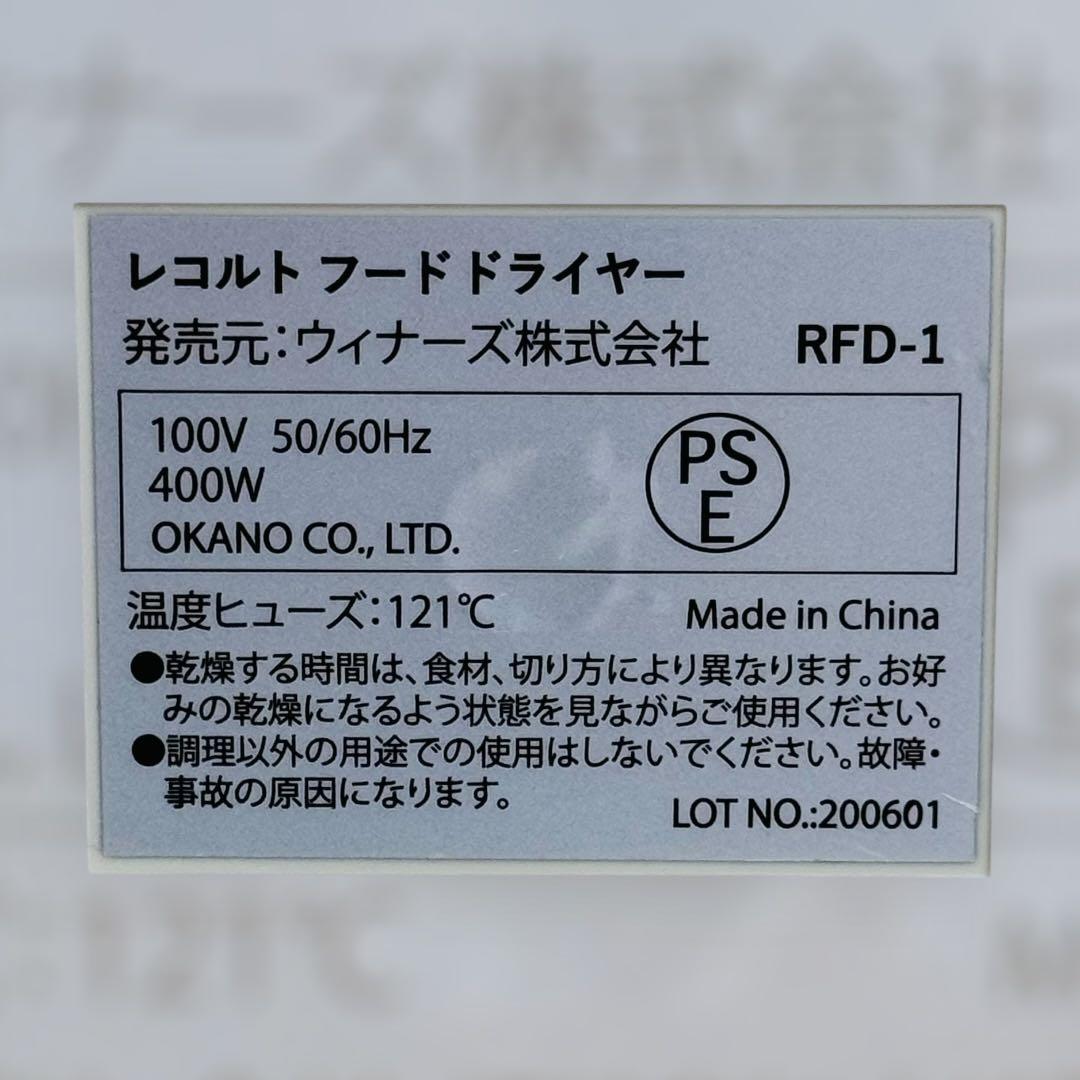 レコルト フードドライヤー
発売元：ウィナーズ株式会社 RFD-1
100V 50/60Hz
400W
OKANO CO., LTD.
PS
E
温度ヒューズ：121℃ Made in China
●乾燥する時間は、食材、切り方により異なります。お好
みの乾燥になるよう状態を見ながらご使用ください。
●調理以外の用途での使用はしないでください。故障・
事故の原因になります。
LOT NO.:200601